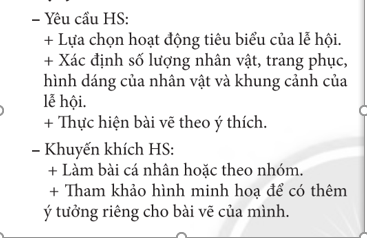 – Yêu cầu HS:
+ Lựa chọn hoạt động tiêu biểu của lễ hội.
+ Xác định số lượng nhân vật, trang phục,
hình dáng của nhân vật và khung cảnh của
lễ hội.
+ Thực hiện bài vẽ theo ý thích.
– Khuyến khích HS:
+ Làm bài cá nhân hoặc theo nhóm.
+ Tham khảo hình minh hoạ để có thêm
ý tưởng riêng cho bài vẽ của mình.